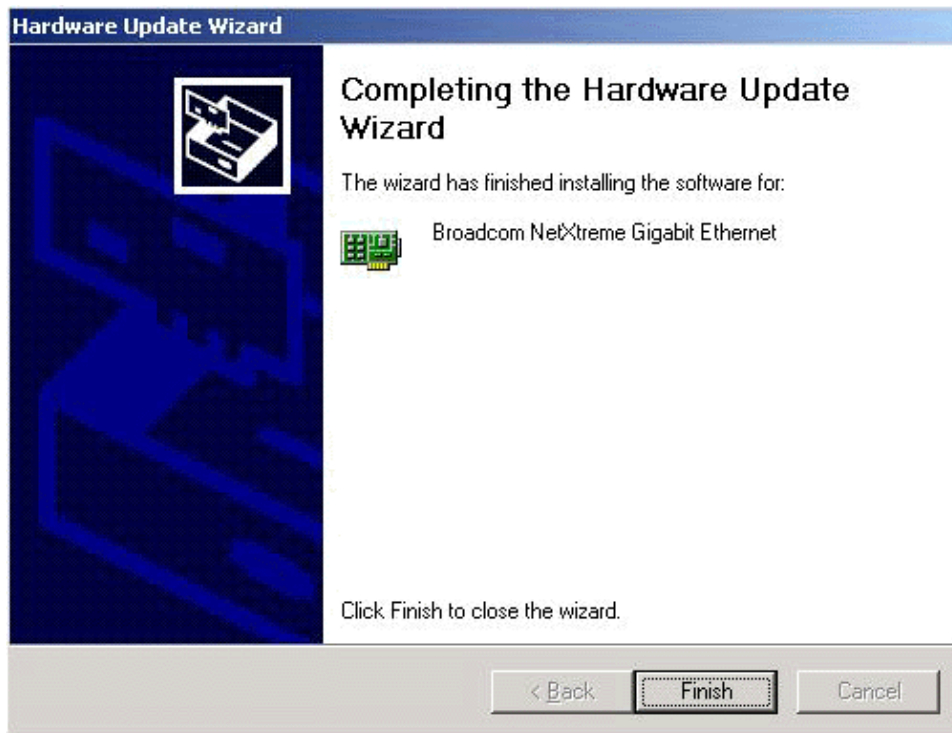 Hardware Update Wizard
Completing the Hardware Update
Wizard
The wizard has finished installing the software for:
Broadcom NetXtreme Gigabit Ethernet
Click Finish to close the wizard.
< Back
Finish
Cancel